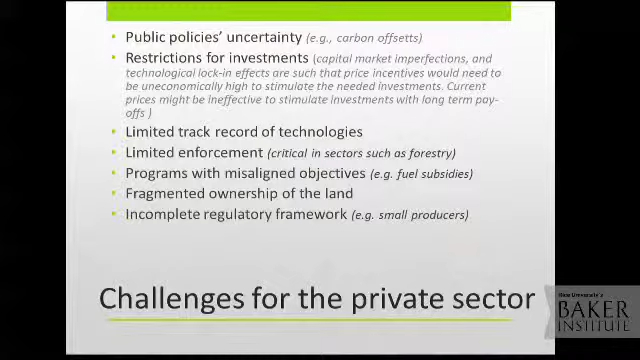 Public policies' uncertainty (e.g., carbon offsetts)
Restrictions for investments (capital market imperfections, and
technological lock-in effects are such that price incentives would need to
be uneconomically high to stimulate the needed investments. Current
prices might be ineffective to stimulate investments with long term pay-
offs )
Limited track record of technologies
Limited enforcement (critical in sectors such as forestry)
Programs with misaligned objectives (e.g. fuel subsidies)
Fragmented ownership of the land
Incomplete regulatory framework (e.g. small producers)
Challenges for the private sector
Rice University's
BAKER
INSTITUTE